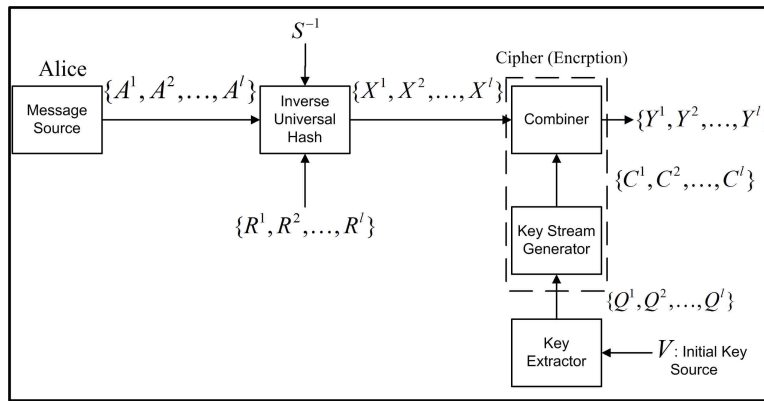 S⁻¹
Cipher (Encrption)
Alice
{A¹, A², ..., Aˡ}
{X¹, X², ..., Xˡ}
Message
Source
Inverse
Universal
Hash
Combiner
{Y¹, Y², ..., Yˡ
{C¹, C², ..., Cˡ}
{R¹, R², ..., Rˡ}
Key Stream
Generator
{Q¹, Q², ..., Qˡ}
Key
Extractor
V: Initial Key
Source